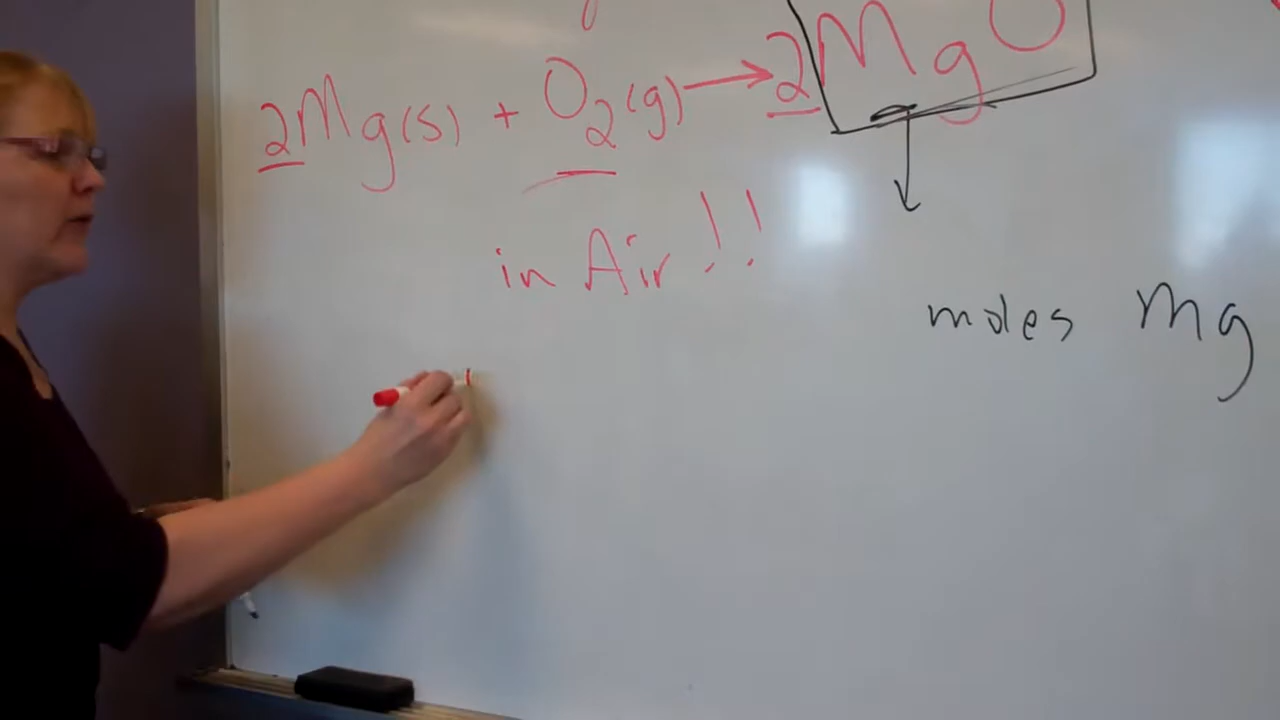 2Mg(s) + O₂(g) → 2MgO
in Air!!
moles Mg